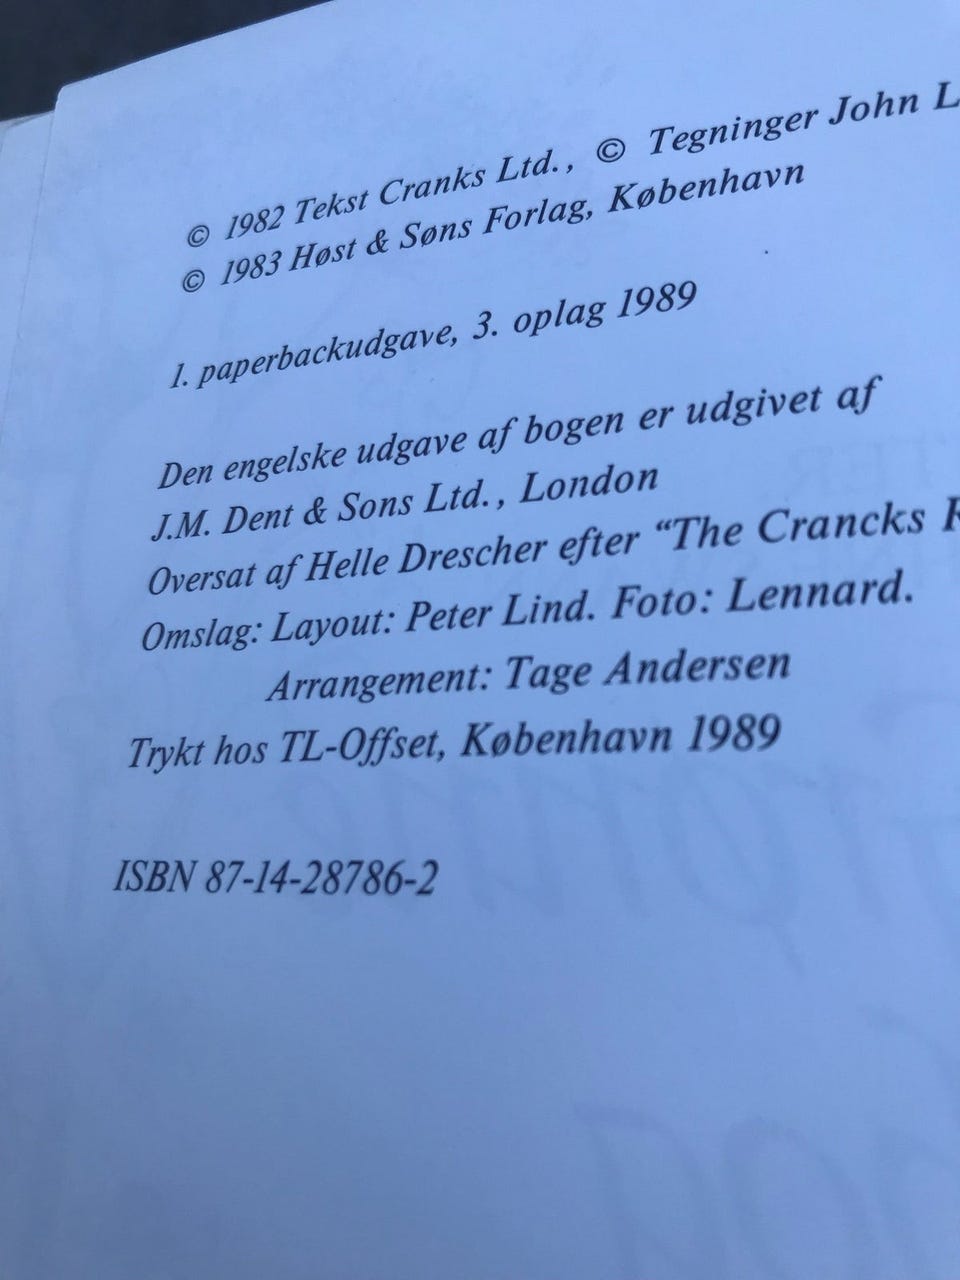 © 1982 Tekst Cranks Ltd., © Tegninger John L
© 1983 Høst & Søns Forlag, København
1. paperbackudgave, 3. oplag 1989
Den engelske udgave af bogen er udgivet af
J.M. Dent & Sons Ltd., London
Oversat af Helle Drescher efter “The Crancks R
Omslag: Layout: Peter Lind. Foto: Lennard.
Arrangement: Tage Andersen
Trykt hos TL-Offset, København 1989
ISBN 87-14-28786-2